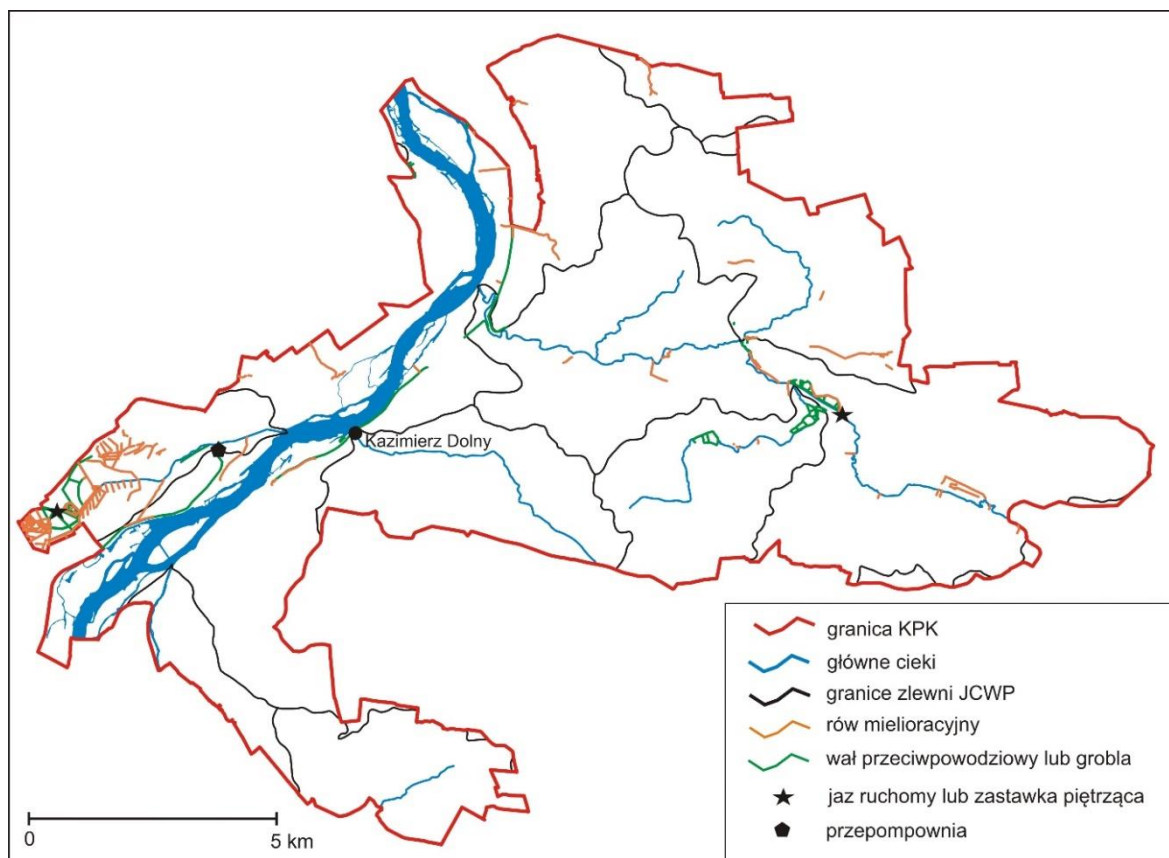 Kazimierz Dolny
granica KPK
główne cieki
granice zlewni JCWP
rów mielioracyjny
wał przeciwpowodziowy lub grobla
jaz ruchomy lub zastawka piętrząca
przepompownia
0 5 km